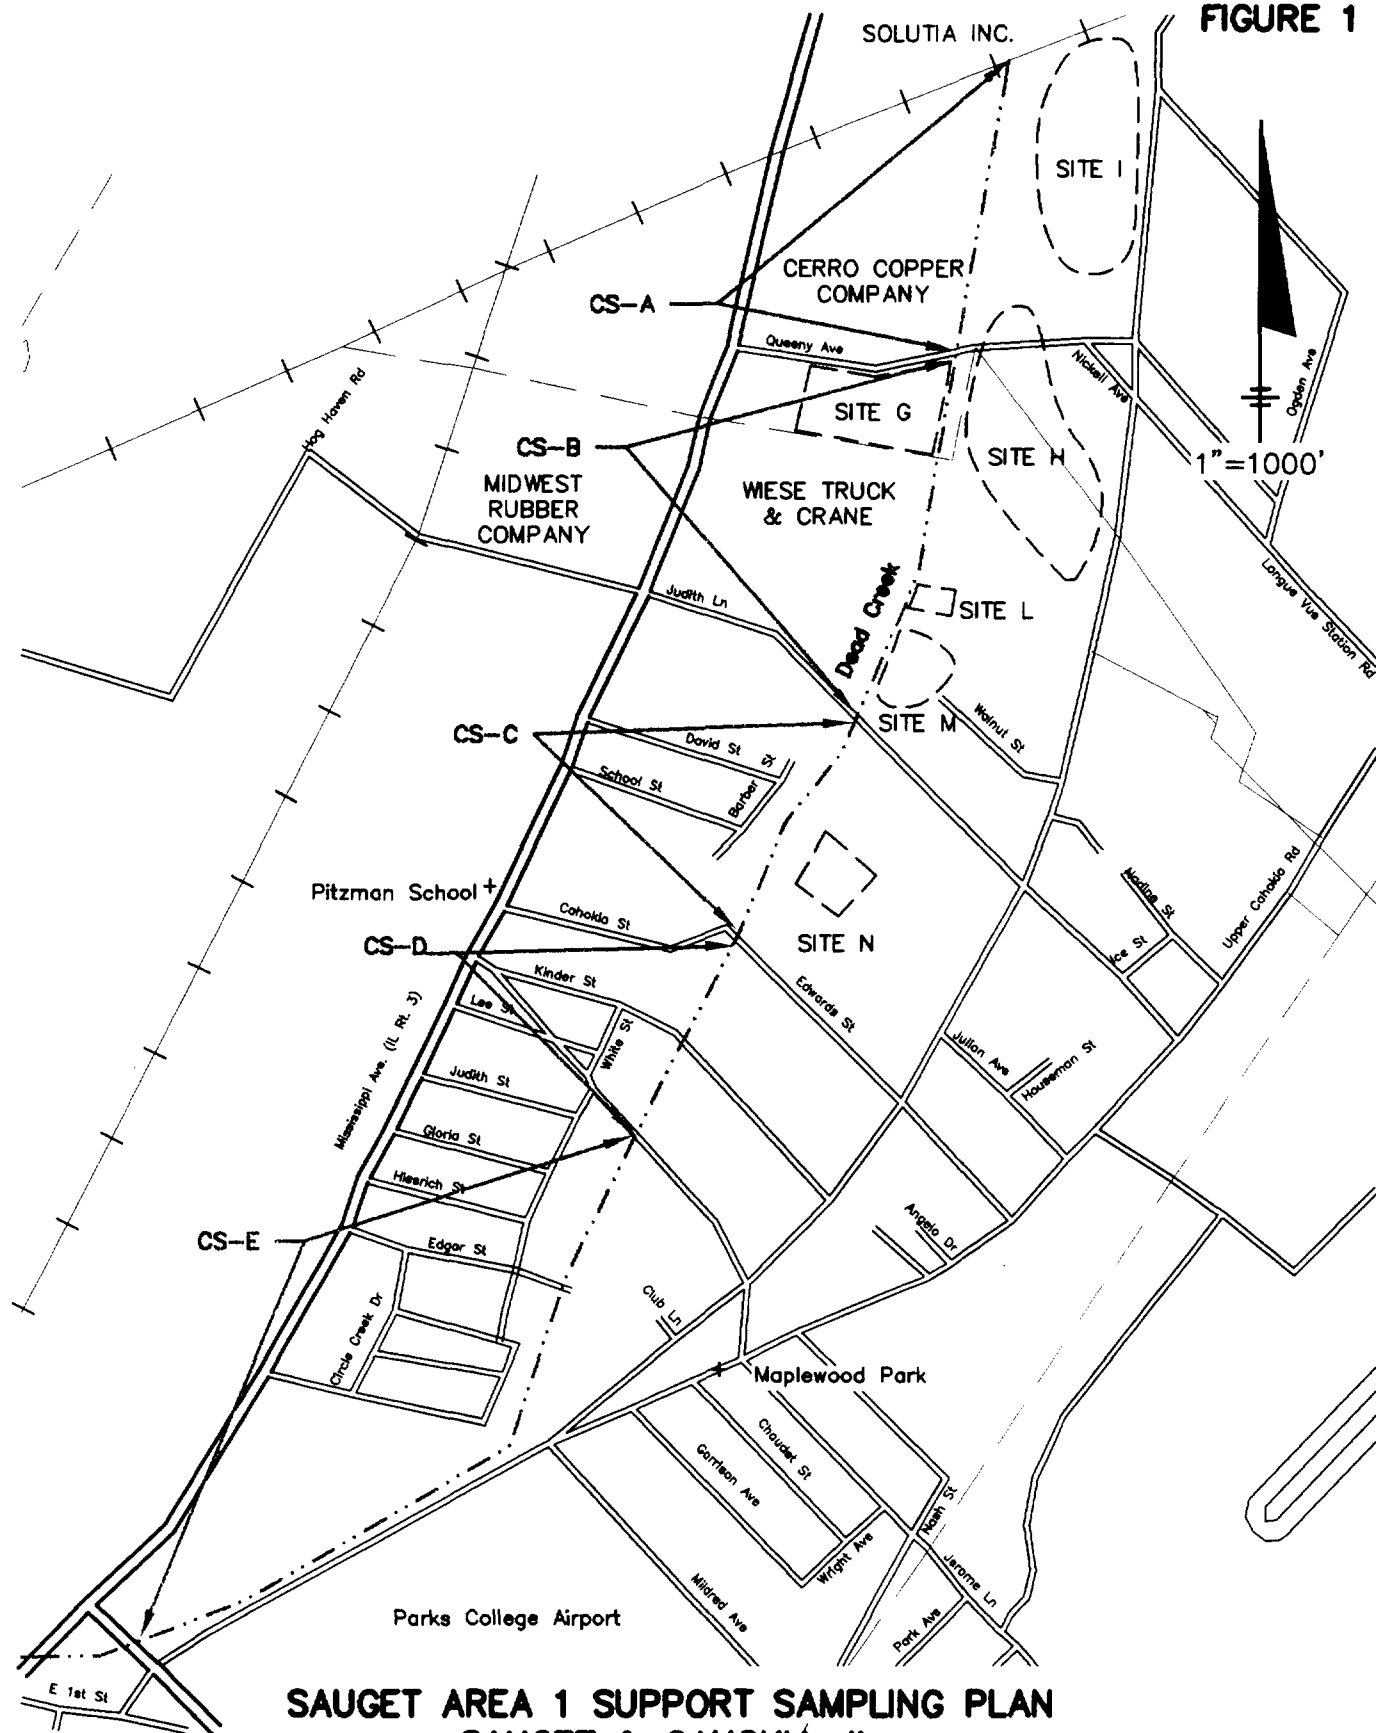 FIGURE 1
SOLUTIA INC.
SITE I
CERRO COPPER
COMPANY
CS-A
Queeny Ave
Nickell Ave
Ogden Ave
Hog Haven Rd
SITE G
CS-B
SITE H
1"=1000'
MIDWEST
RUBBER
COMPANY
WIESE TRUCK
& CRANE
Judith Ln
Dead Creek
SITE L
Longue Vue Station Rd
CS-C
SITE M
Walnut St
David St
School St
Barber St
Pitzman School
Cahokia St
CS-D
SITE N
Nadine St
Ice St
Upper Cahokia Rd
Kinder St
Lee St
Edwards St
White St
Mississippi Ave. (IL Rt. 3)
Julian Ave
Houseman St
Judith St
Gloria St
Hiearich St
CS-E
Edgar St
Angelo Dr
Club Ln
Circle Creek Dr
Maplewood Park
Chaudet St
Garrison Ave
Nash St
Wright Ave
Jerome Ln
Mildred Ave
Park Ave
Parks College Airport
E 1st St
SAUGET AREA 1 SUPPORT SAMPLING PLAN